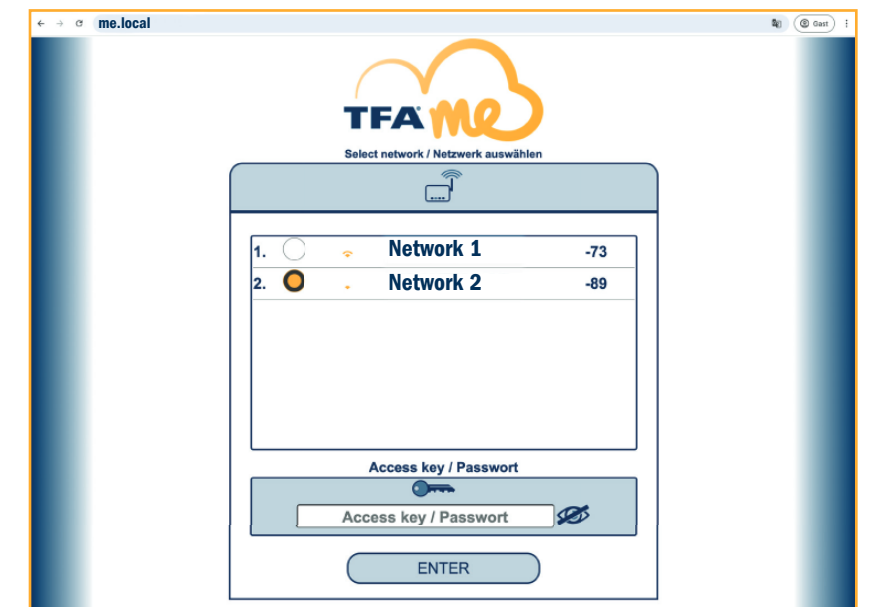 me.local
Gast
TFA me
Select network / Netzwerk auswählen
1. Network 1 -73
2. Network 2 -89
Access key / Passwort
Access key / Passwort
ENTER